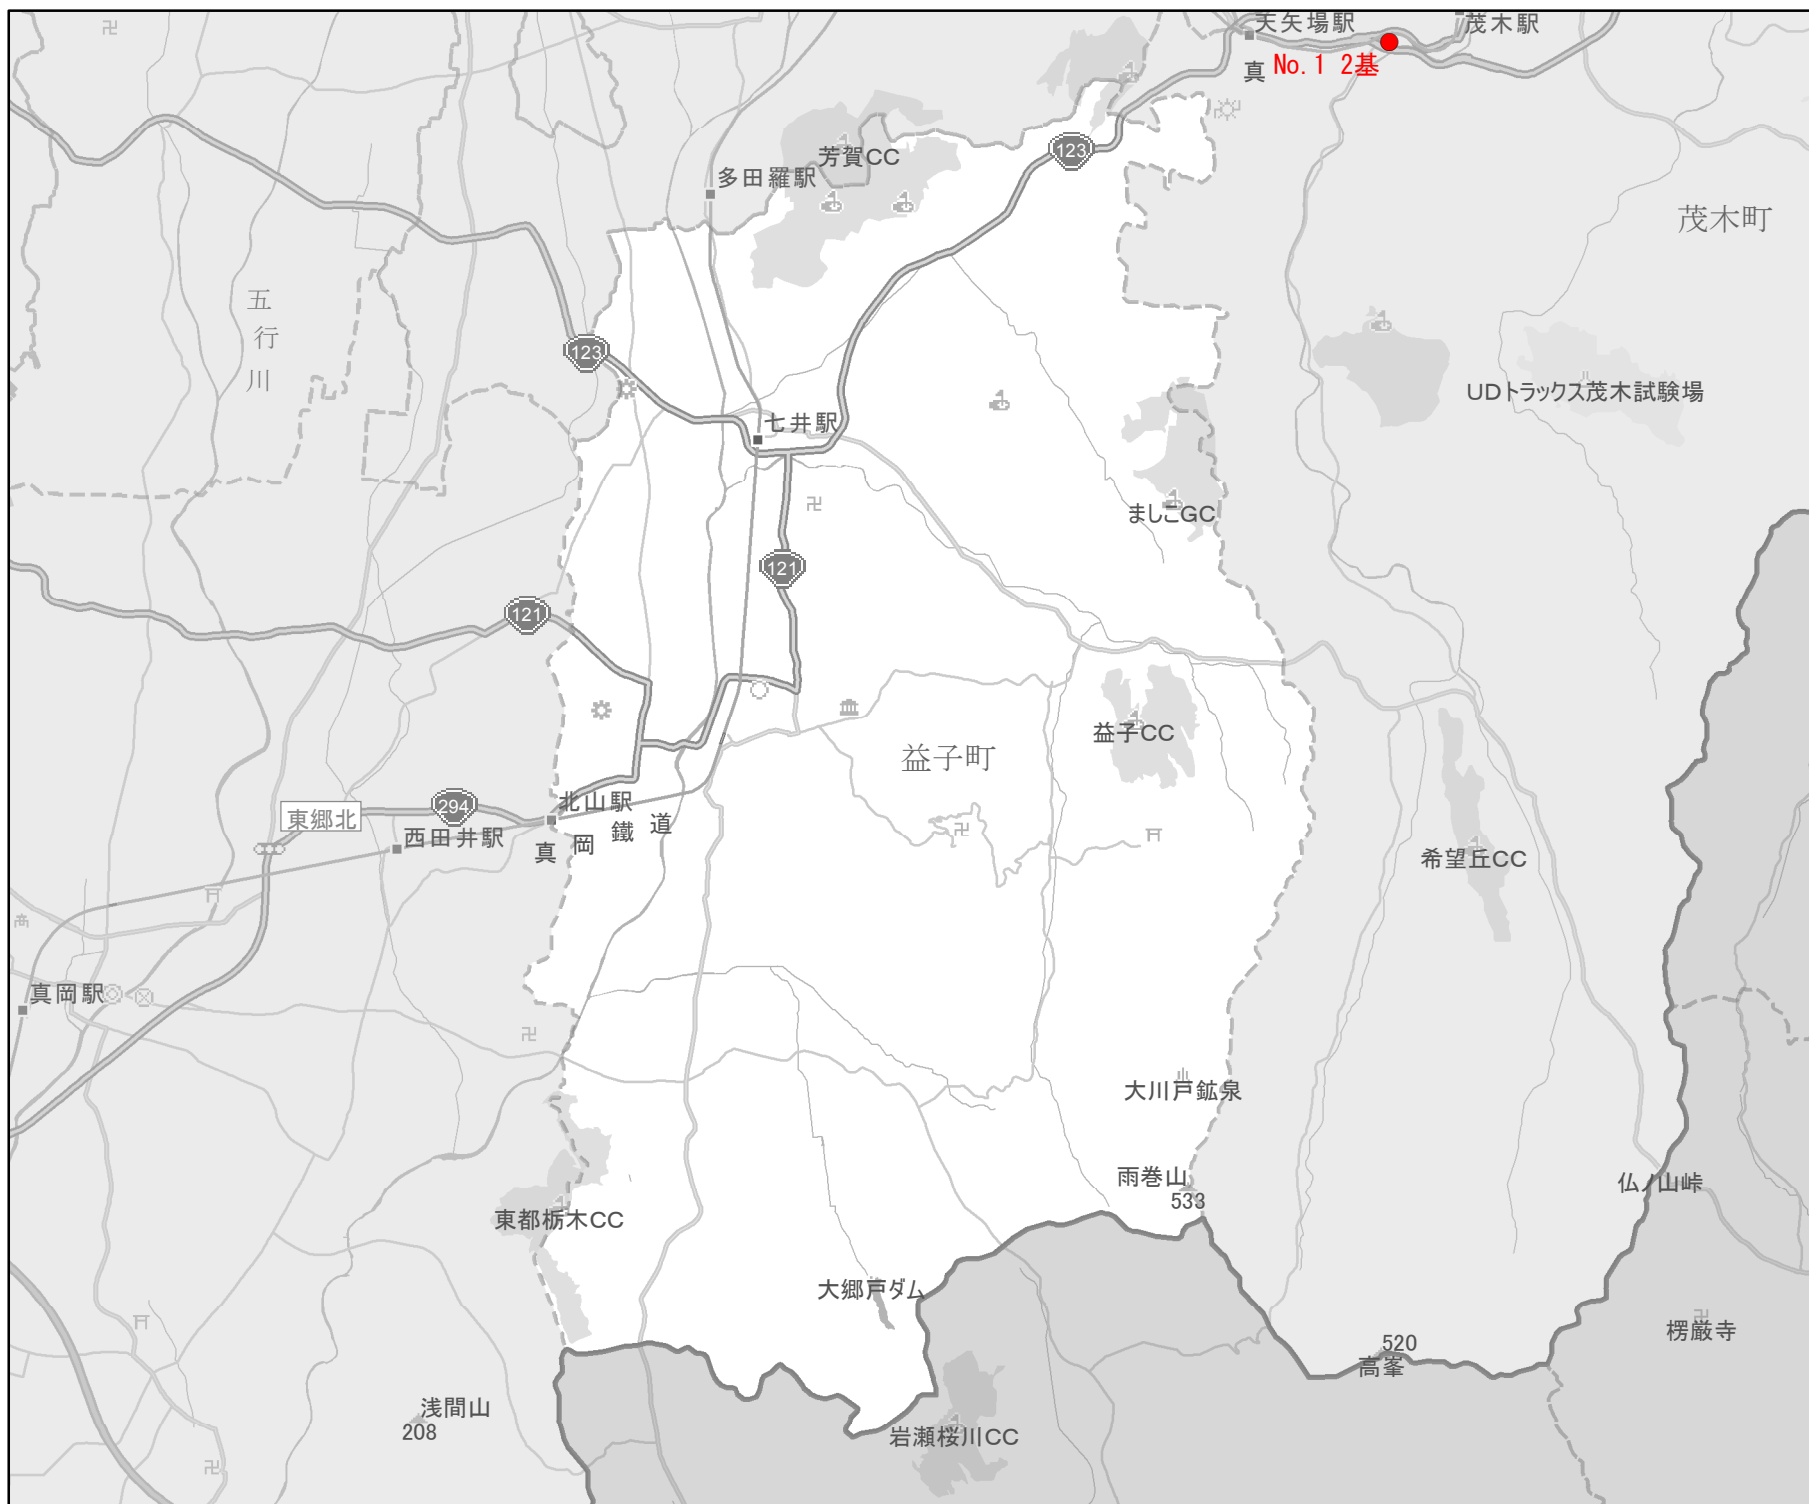 天矢場駅
茂木駅
No.1 2基
真
123
芳賀CC
多田羅駅
茂木町
五
行
川
123
UDトラックス茂木試験場
七井駅
ましこGC
121
121
益子CC
益子町
294
北山駅
東郷北
西田井駅
真
岡
鐵
道
希望丘CC
真岡駅
大川戸鉱泉
雨巻山
533
仏ノ山峠
東都栃木CC
大郷戸ダム
楞厳寺
520
高峯
浅間山
208
岩瀬桜川CC